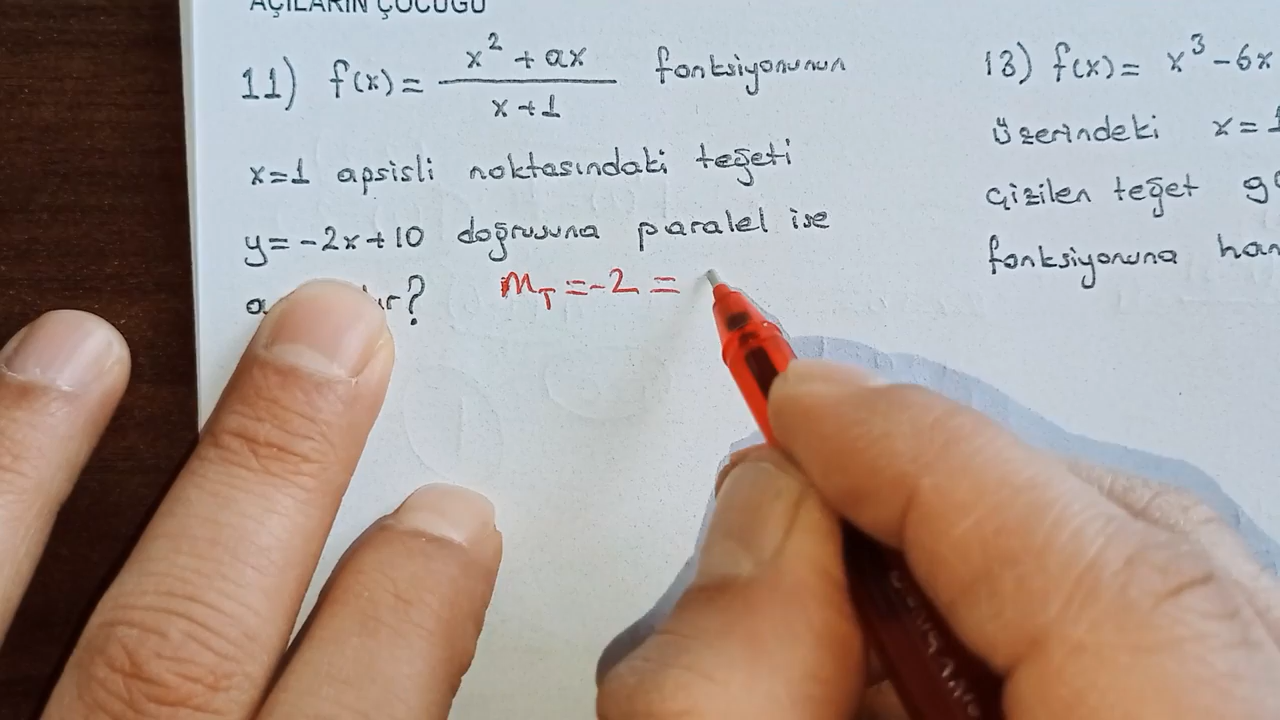 AÇILARIN ÇOCUĞU
11) f(x) = (x² + ax)/(x + 1) fonksiyonunun
x=1 apsisli noktasındaki teğeti
y = -2x + 10 doğrusuna paralel ise
?
m_T = -2 =
13) f(x) = x³ - 6x
üzerindeki x = 1
çizilen teğet
fonksiyonuna